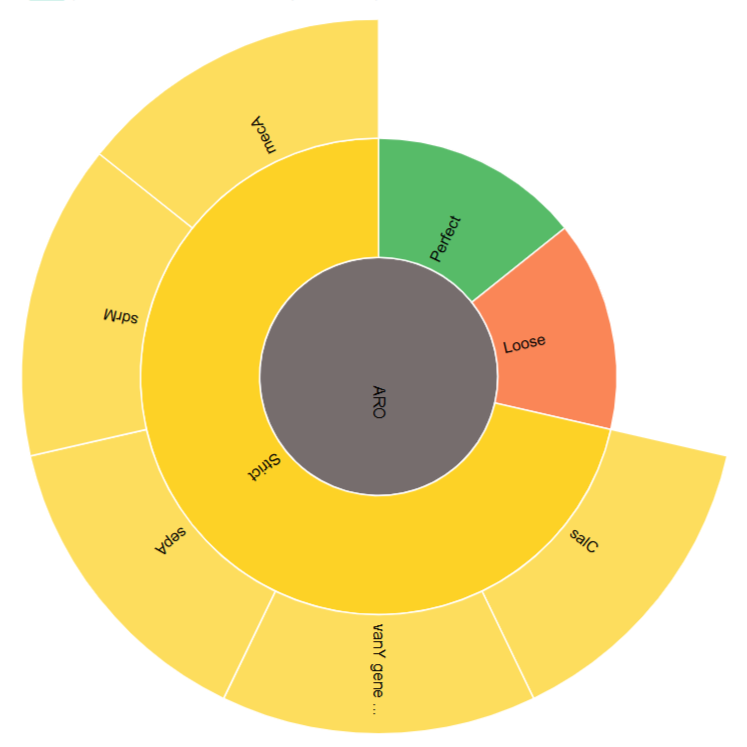 mecA
Perfect
sdrM
Loose
ARO
Strict
sepA
salC
vanY gene ...